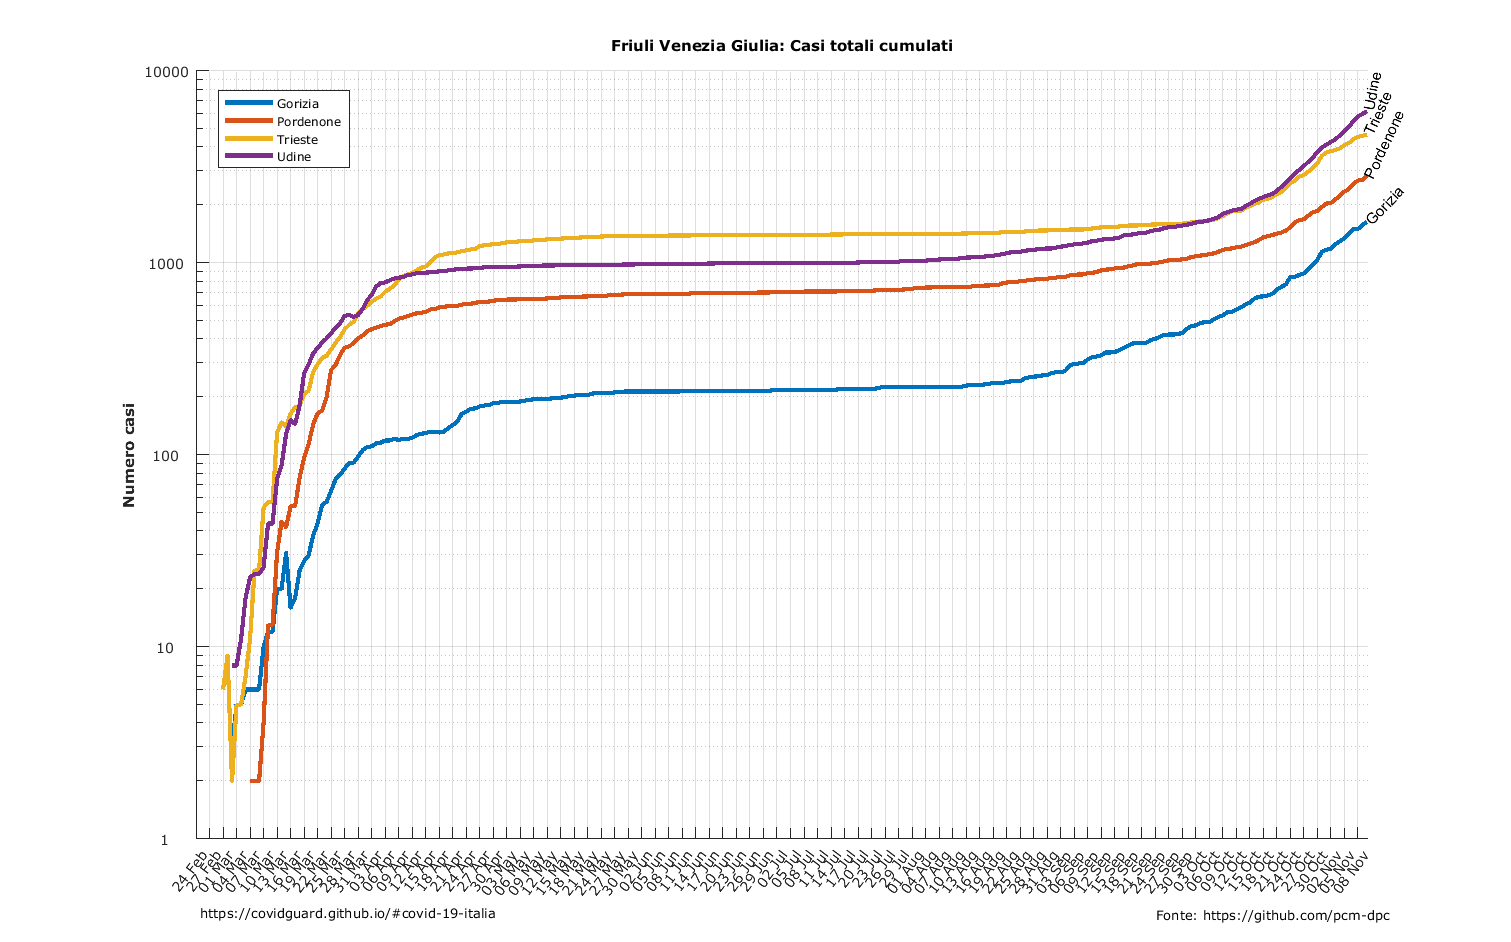 Friuli Venezia Giulia: Casi totali cumulati
10000
1000
100
10
1
Numero casi
Gorizia
Pordenone
Trieste
Udine
Udine
Trieste
Pordenone
Gorizia
24 Feb
27 Feb
01 Mar
04 Mar
07 Mar
10 Mar
13 Mar
16 Mar
19 Mar
22 Mar
25 Mar
28 Mar
31 Mar
03 Apr
06 Apr
09 Apr
12 Apr
15 Apr
18 Apr
21 Apr
24 Apr
27 Apr
30 Apr
03 May
06 May
09 May
12 May
15 May
18 May
21 May
24 May
27 May
30 May
02 Jun
05 Jun
08 Jun
11 Jun
14 Jun
17 Jun
20 Jun
23 Jun
26 Jun
29 Jun
02 Jul
05 Jul
08 Jul
11 Jul
14 Jul
17 Jul
20 Jul
23 Jul
26 Jul
29 Jul
01 Aug
04 Aug
07 Aug
10 Aug
13 Aug
16 Aug
19 Aug
22 Aug
25 Aug
28 Aug
31 Aug
03 Sep
06 Sep
09 Sep
12 Sep
15 Sep
18 Sep
21 Sep
24 Sep
27 Sep
30 Sep
03 Oct
06 Oct
09 Oct
12 Oct
15 Oct
18 Oct
21 Oct
24 Oct
27 Oct
30 Oct
02 Nov
05 Nov
08 Nov
https://covidguard.github.io/#covid-19-italia
Fonte: https://github.com/pcm-dpc